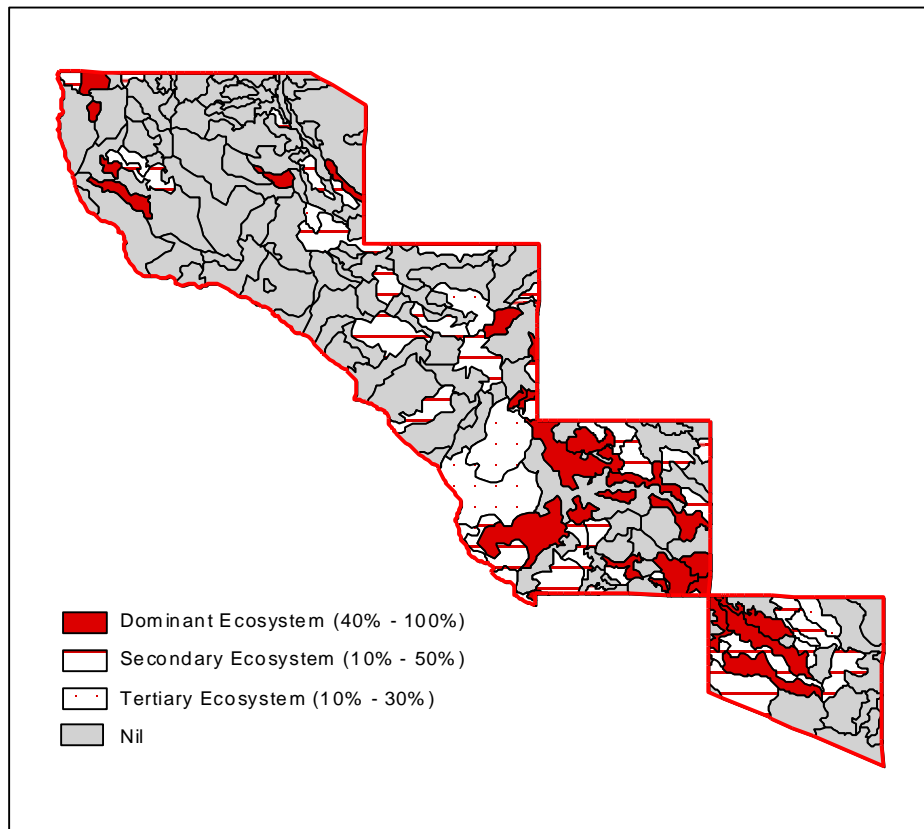 Dominant Ecosystem (40% - 100%)
Secondary Ecosystem (10% - 50%)
Tertiary Ecosystem (10% - 30%)
Nil